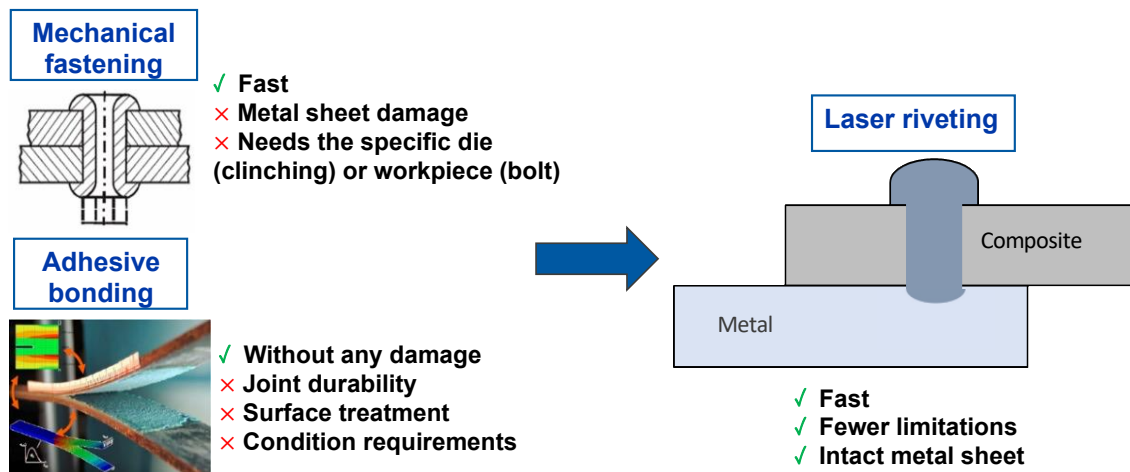 Mechanical
fastening
√ Fast
× Metal sheet damage
× Needs the specific die
(clinching) or workpiece (bolt)
Adhesive
bonding
√ Without any damage
× Joint durability
× Surface treatment
× Condition requirements
Laser riveting
Composite
Metal
√ Fast
√ Fewer limitations
√ Intact metal sheet